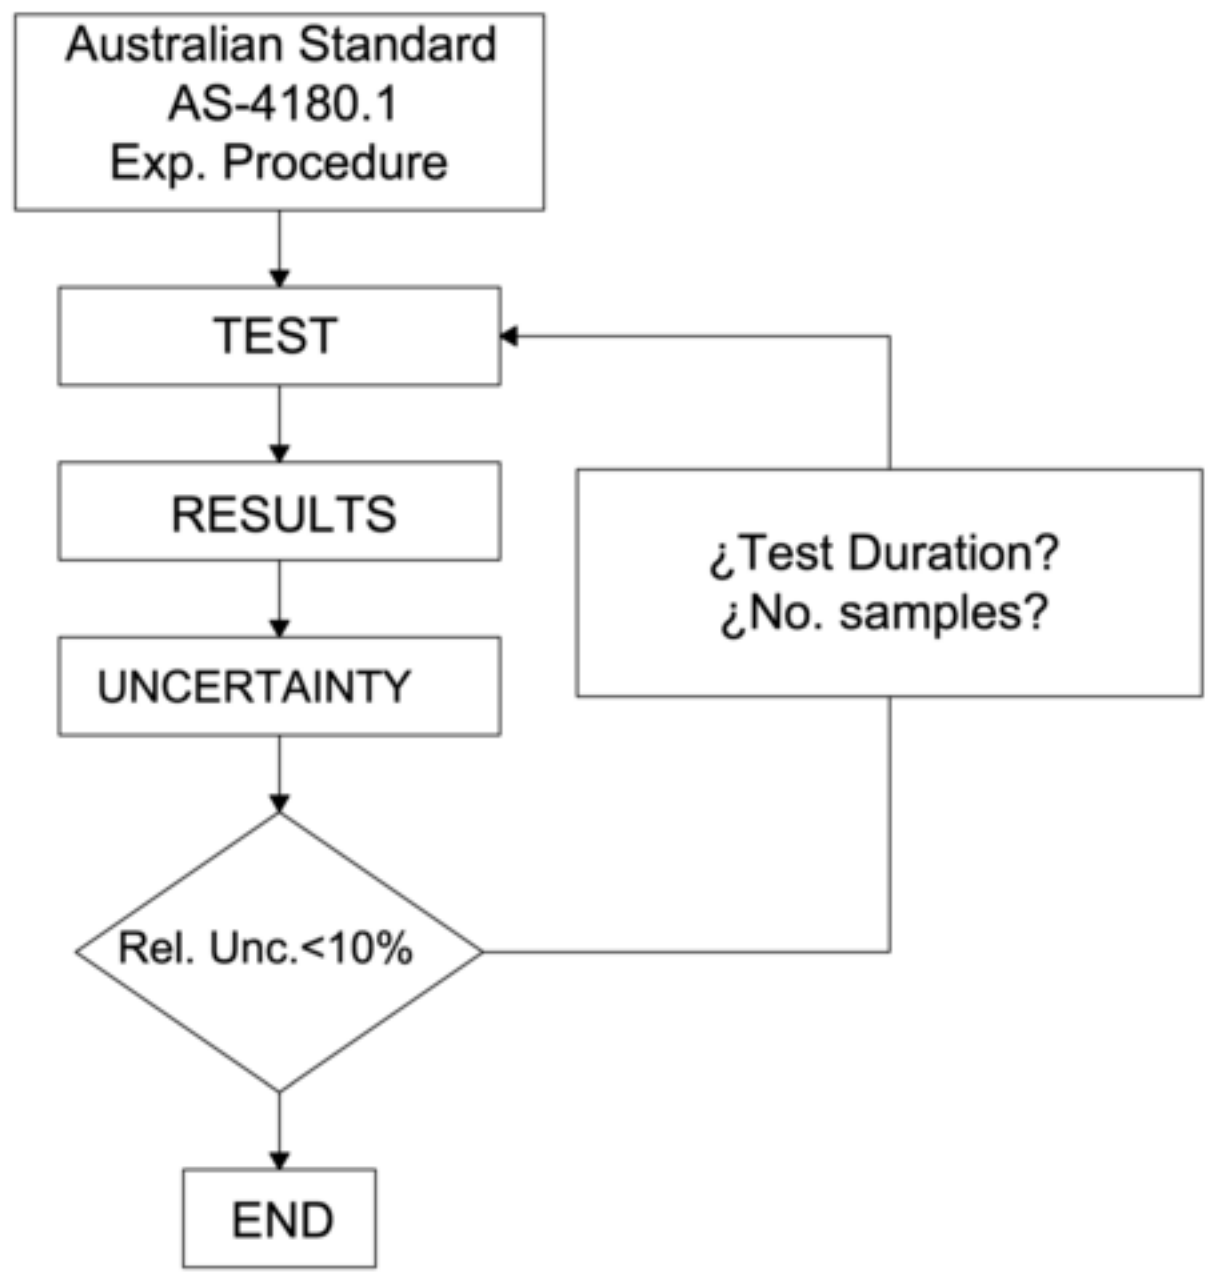 Australian Standard
AS-4180.1
Exp. Procedure
TEST
RESULTS
¿Test Duration?
¿No. samples?
UNCERTAINTY
Rel. Unc.<10%
END